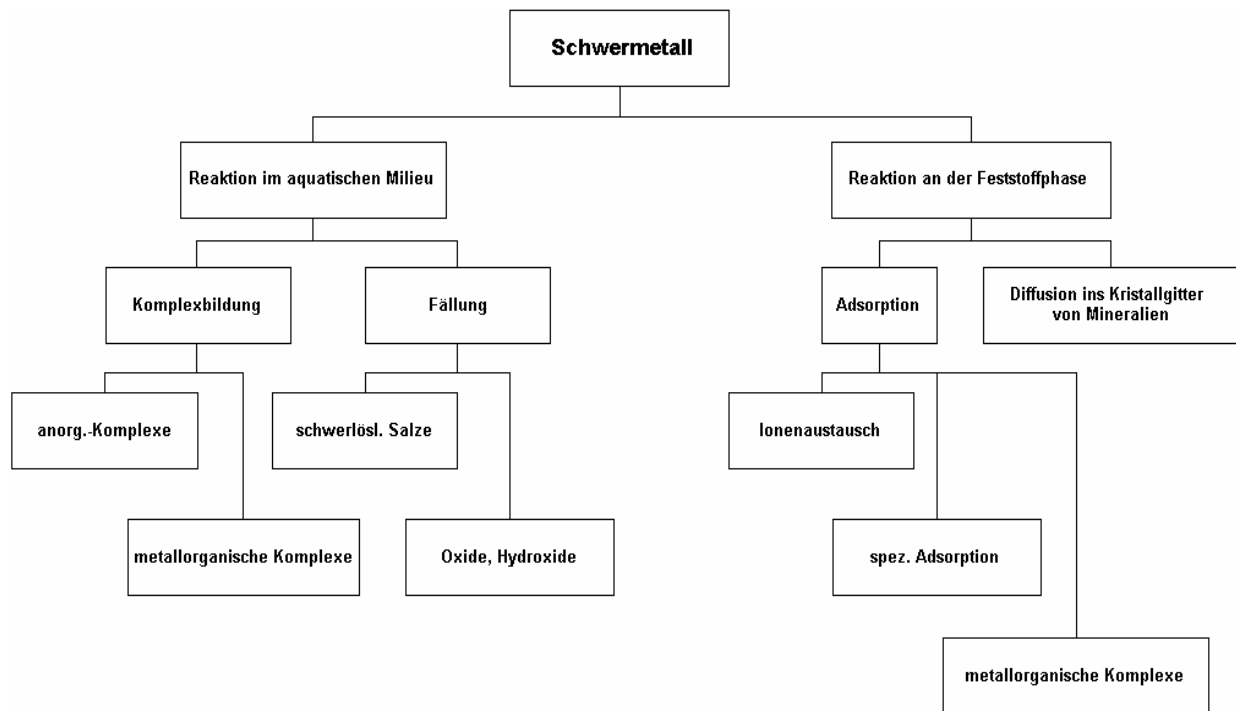 Schwermetall
Reaktion im aquatischen Milieu
Reaktion an der Feststoffphase
Komplexbildung
Fällung
Adsorption
Diffusion ins Kristallgitter
von Mineralien
anorg.-Komplexe
schwerlösl. Salze
Ionenaustausch
metallorganische Komplexe
Oxide, Hydroxide
spez. Adsorption
metallorganische Komplexe